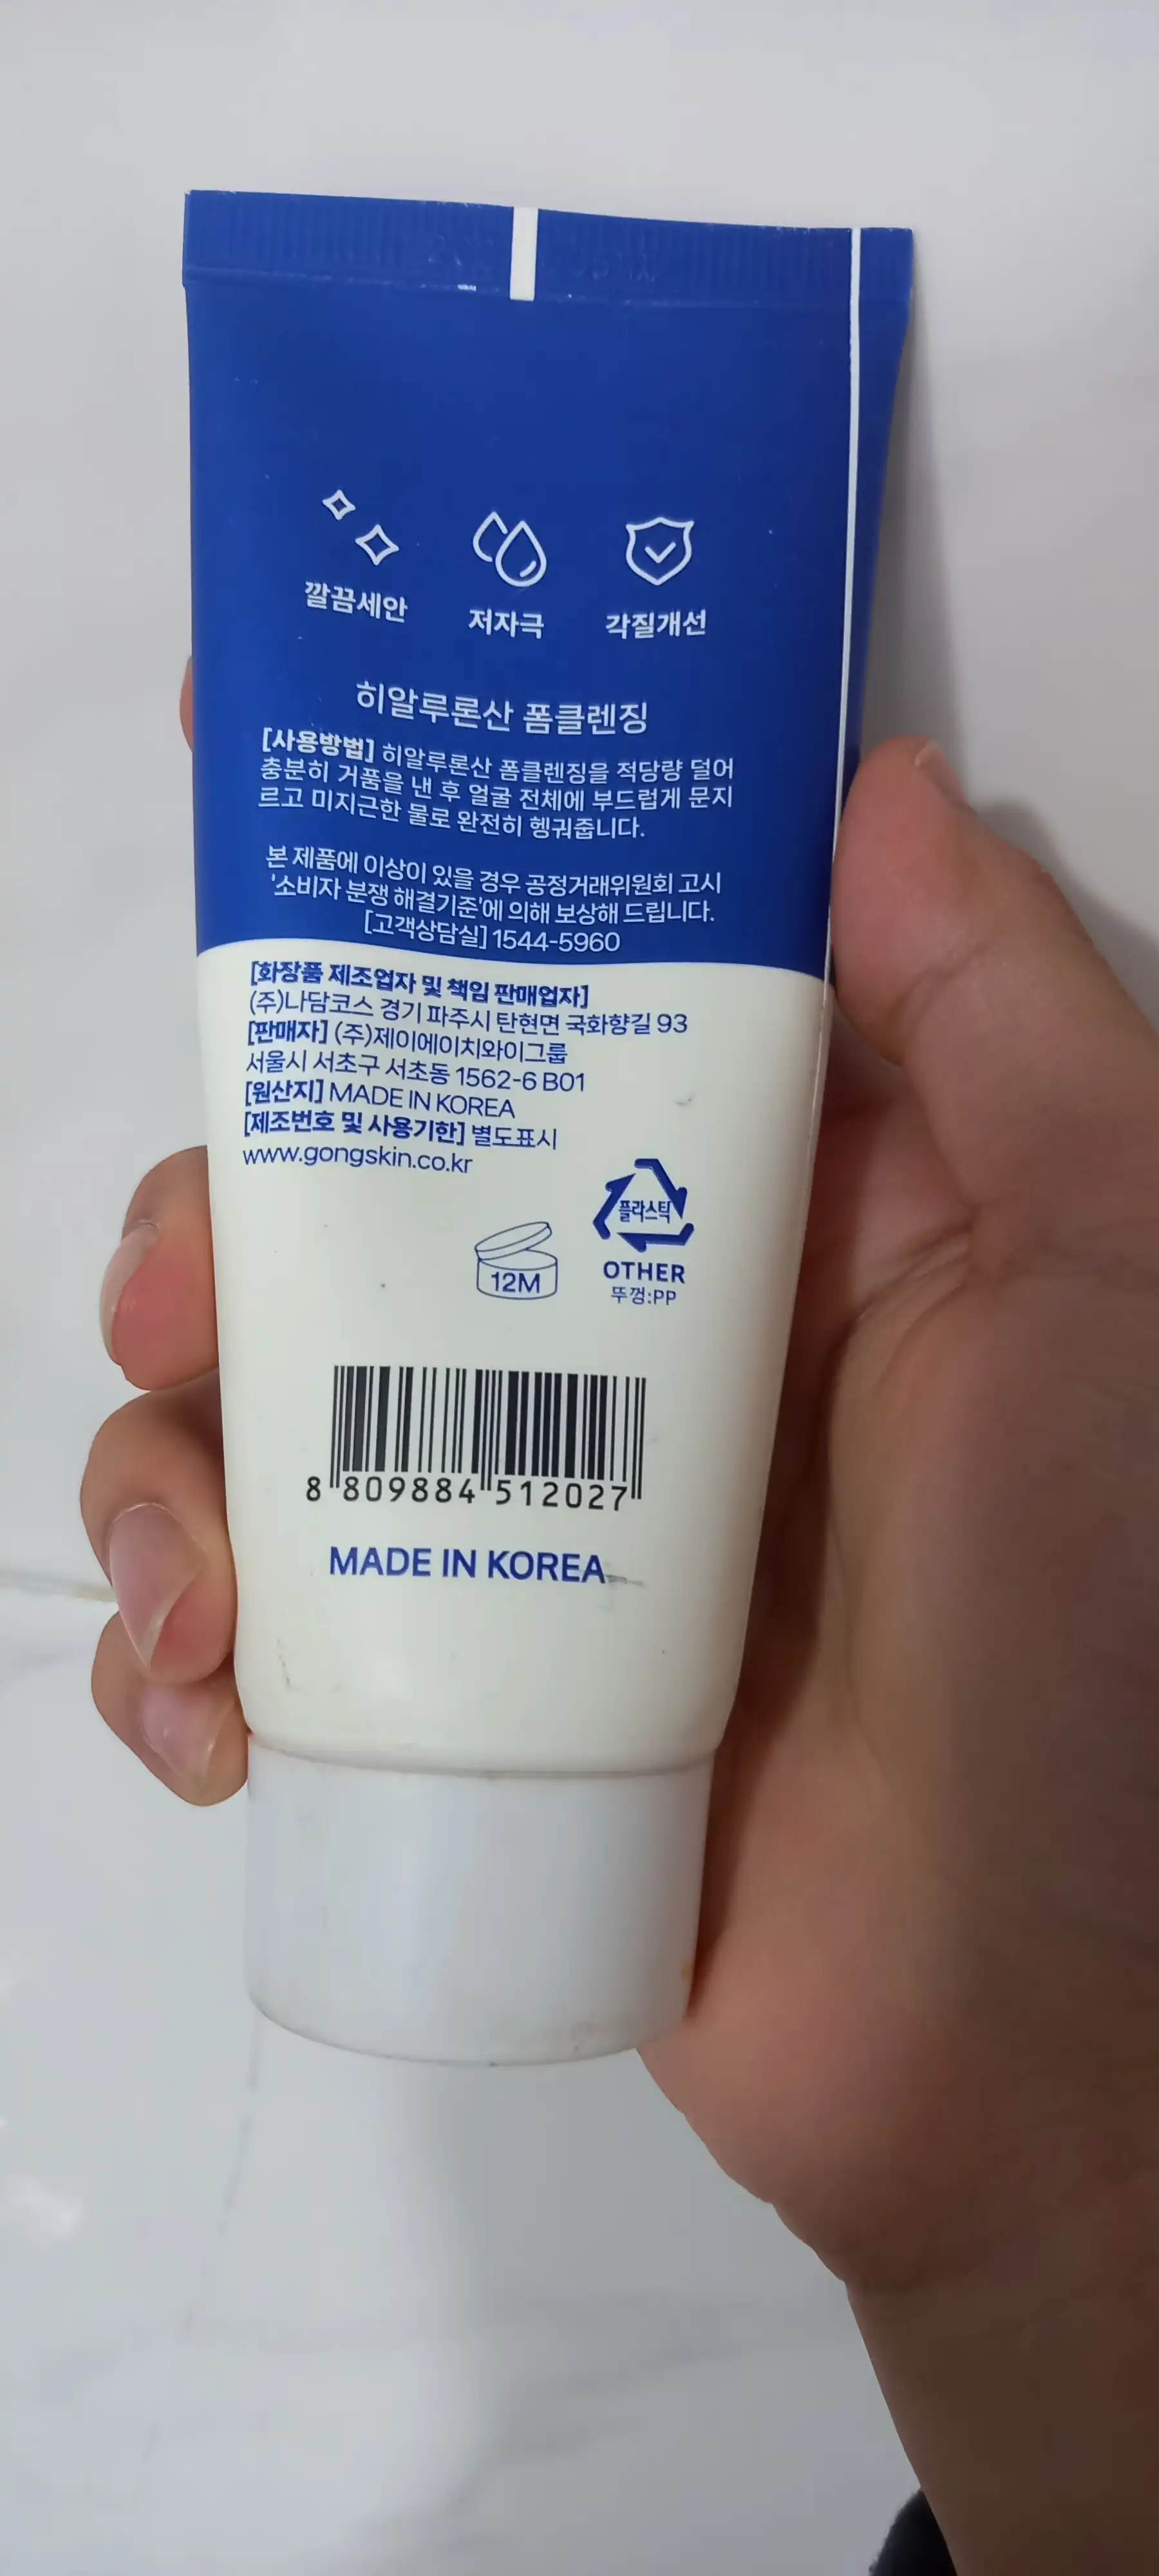 깔끔세안 저자극 각질개선
히알루론산 폼클렌징
[사용방법] 히알루론산 폼클렌징을 적당량 덜어
충분히 거품을 낸 후 얼굴 전체에 부드럽게 문지
르고 미지근한 물로 완전히 헹궈줍니다.
본 제품에 이상이 있을 경우 공정거래위원회 고시
'소비자 분쟁 해결기준'에 의해 보상해 드립니다.
[고객상담실] 1544-5960
[화장품 제조업자 및 책임 판매업자]
(주)나담코스 경기 파주시 탄현면 국화향길 93
[판매자] (주)제이에이치와이그룹
서울시 서초구 서초동 1562-6 B01
[원산지] MADE IN KOREA
[제조번호 및 사용기한] 별도표시
www.gongskin.co.kr
플라스틱
12M
OTHER
뚜껑:PP
8 809884 512027
MADE IN KOREA